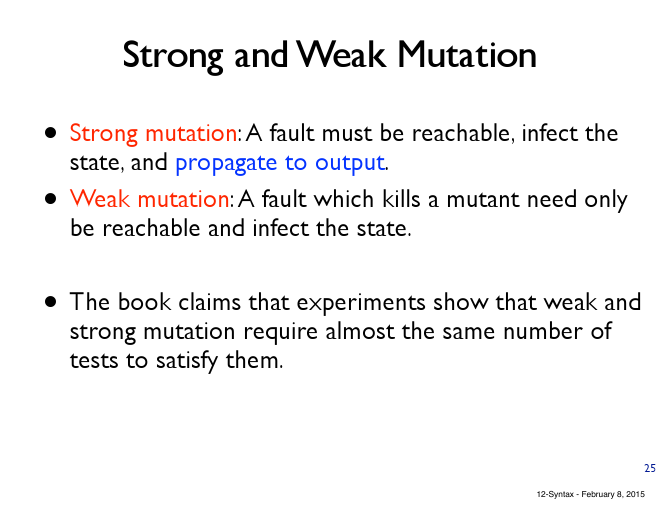 Strong and Weak Mutation
• Strong mutation: A fault must be reachable, infect the
state, and propagate to output.
• Weak mutation: A fault which kills a mutant need only
be reachable and infect the state.
• The book claims that experiments show that weak and
strong mutation require almost the same number of
tests to satisfy them.
25
12-Syntax - February 8, 2015